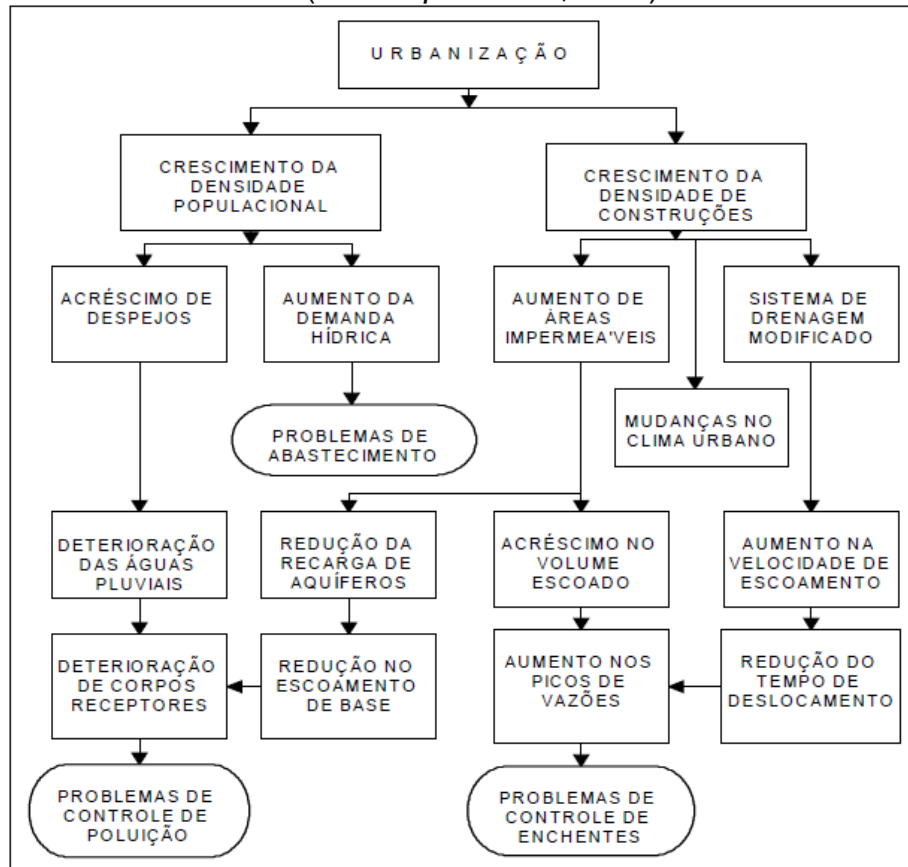 URBANIZAÇÃO
CRESCIMENTO DA
DENSIDADE
POPULACIONAL
CRESCIMENTO DA
DENSIDADE DE
CONSTRUÇÕES
ACRÉSCIMO DE
DESPEJOS
AUMENTO DA
DEMANDA
HÍDRICA
AUMENTO DE
ÁREAS
IMPERMEA'VEIS
SISTEMA DE
DRENAGEM
MODIFICADO
PROBLEMAS DE
ABASTECIMENTO
MUDANÇAS NO
CLIMA URBANO
DETERIORAÇÃO
DAS ÁGUAS
PLUVIAIS
REDUÇÃO DA
RECARGA DE
AQUÍFEROS
ACRÉSCIMO NO
VOLUME
ESCOADO
AUMENTO NA
VELOCIDADE DE
ESCOAMENTO
DETERIORAÇÃO
DE CORPOS
RECEPTORES
REDUÇÃO NO
ESCOAMENTO
DE BASE
AUMENTO NOS
PICOS DE
VAZÕES
REDUÇÃO DO
TEMPO DE
DESLOCAMENTO
PROBLEMAS DE
CONTROLE DE
POLUIÇÃO
PROBLEMAS DE
CONTROLE DE
ENCHENTES